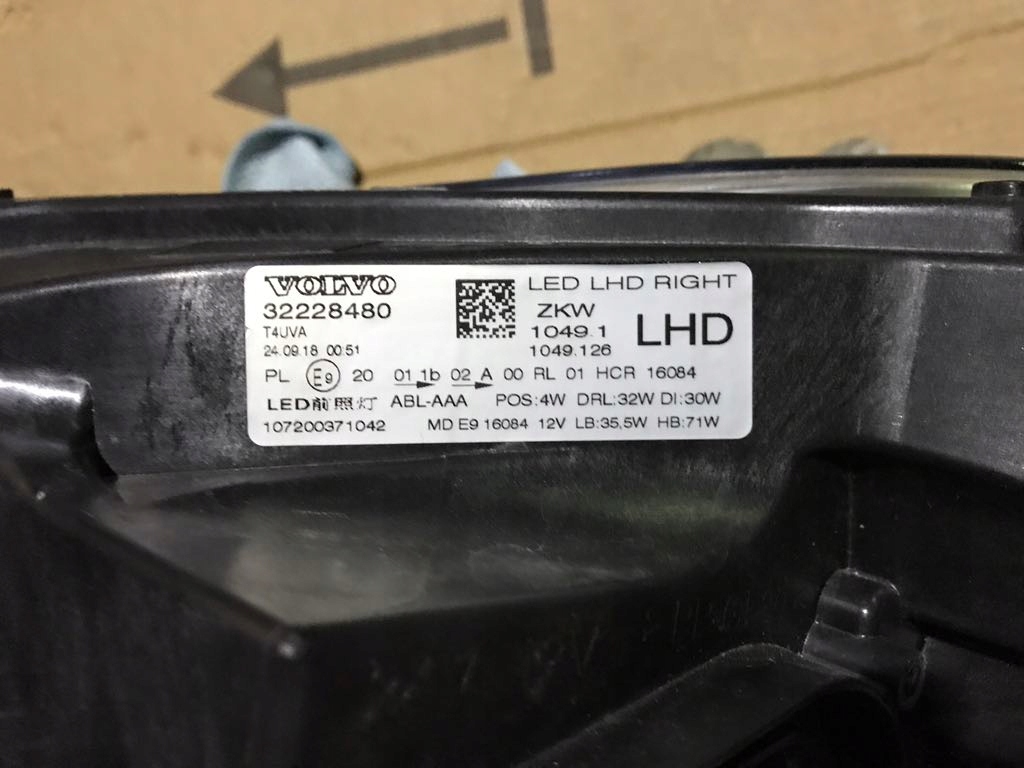 VOLVO
32228480
T4UVA
24.09.18 00:51
LED LHD RIGHT
ZKW
1049.1
1049.126
LHD
PL E9 20 01 1b 02 A 00 RL 01 HCR 16084
LED前照灯 ABL-AAA POS:4W DRL:32W DI:30W
107200371042 MD E9 16084 12V LB:35,5W HB:71W